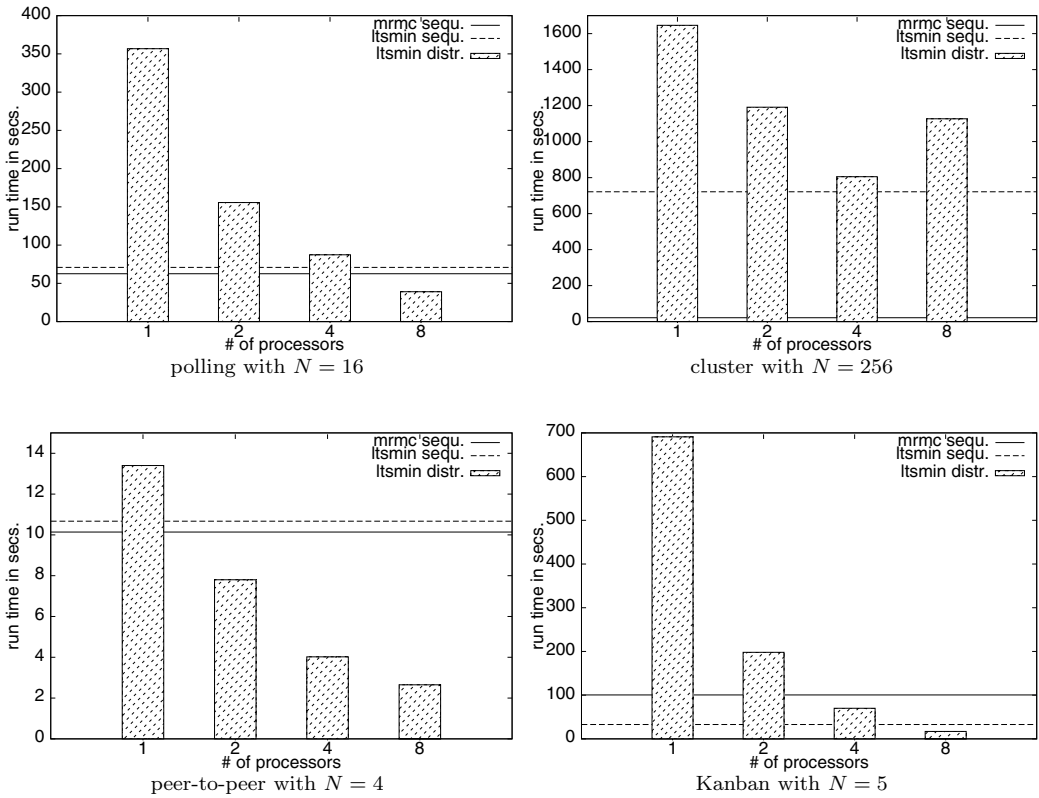 400
350
300
250
200
150
100
50
0
run time in secs.
mrmc sequ.
ltsmin sequ.
ltsmin distr.
1 2 4 8
# of processors
polling with N = 16
1600
1400
1200
1000
800
600
400
200
0
run time in secs.
mrmc sequ.
ltsmin sequ.
ltsmin distr.
1 2 4 8
# of processors
cluster with N = 256
14
12
10
8
6
4
2
0
run time in secs.
mrmc sequ.
ltsmin sequ.
ltsmin distr.
1 2 4 8
# of processors
peer-to-peer with N = 4
700
600
500
400
300
200
100
0
run time in secs.
mrmc sequ.
ltsmin sequ.
ltsmin distr.
1 2 4 8
# of processors
Kanban with N = 5